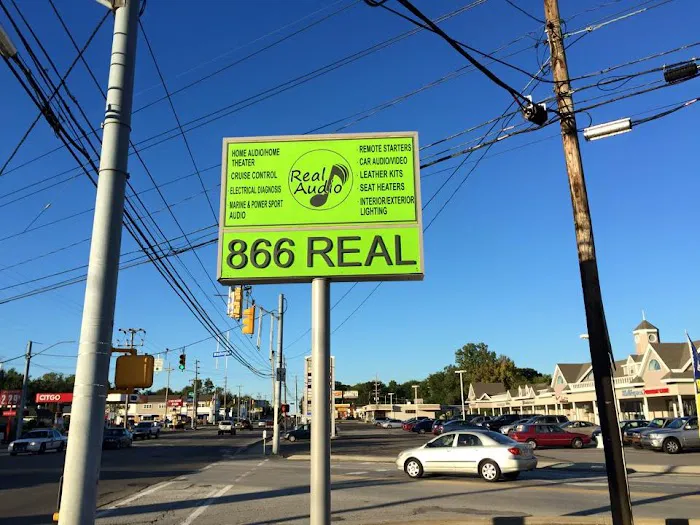 HOME AUDIO/HOME
THEATER
CRUISE CONTROL
· ELECTRICAL DIAGNOSIS
· MARINE & POWER SPORT
AUDIO
Real
Audio
· REMOTE STARTERS
· CAR AUDIO/VIDEO
· LEATHER KITS
SEAT HEATERS
· INTERIOR/EXTERIOR
LIGHTING
866 REAL
CITGO